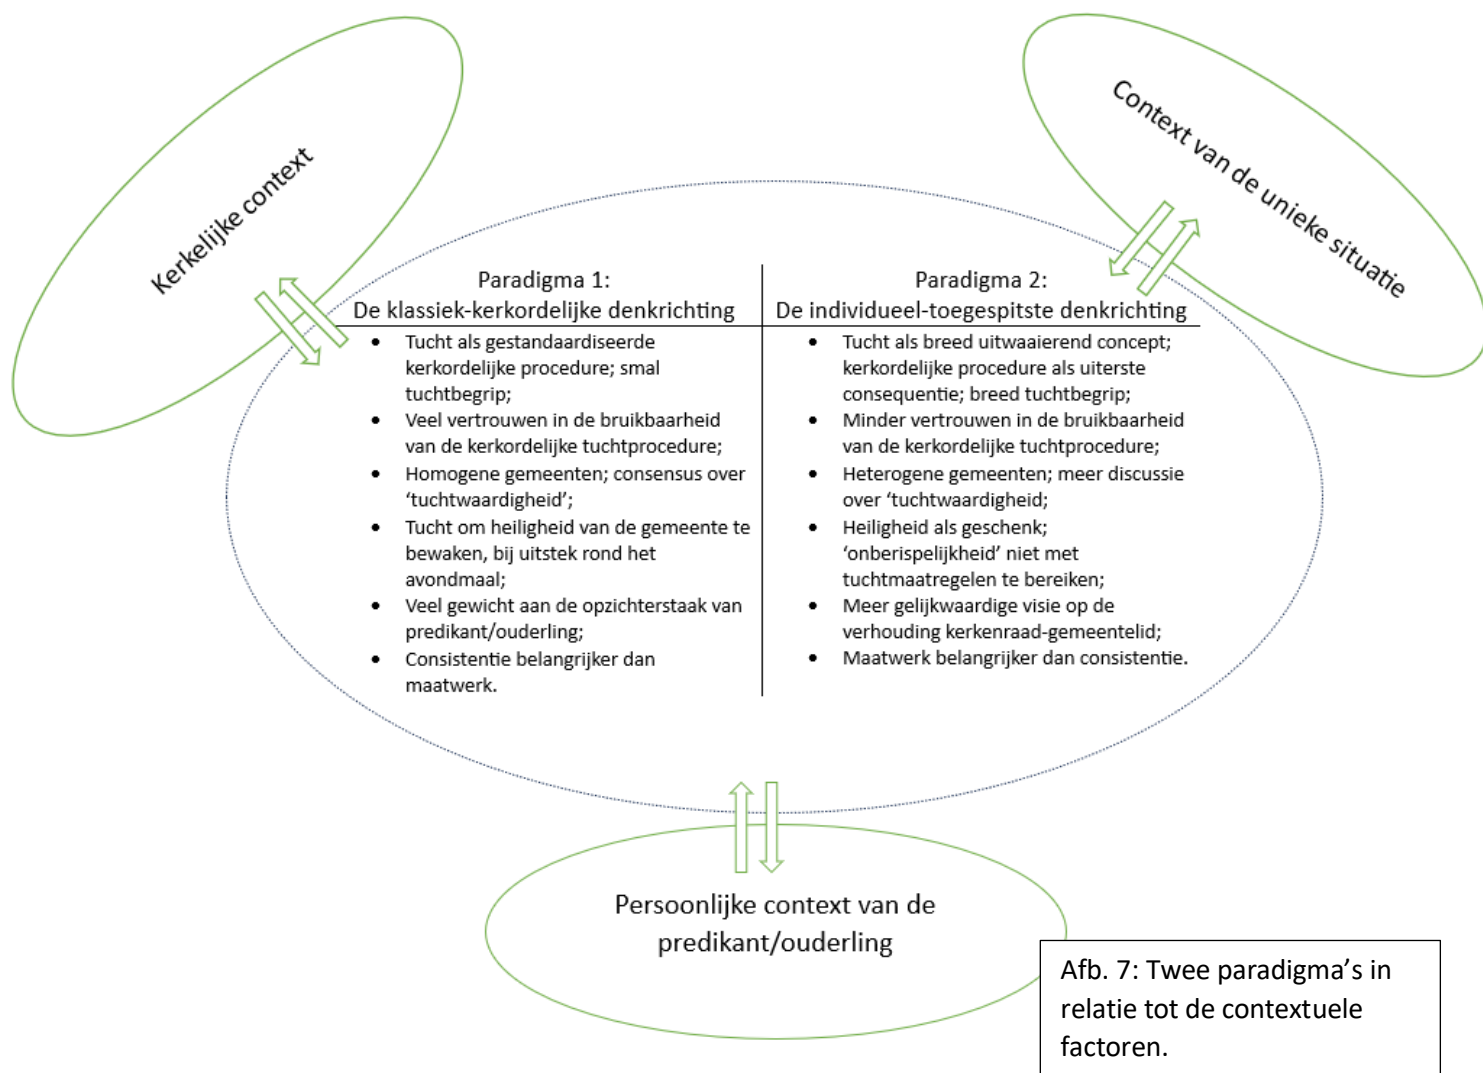 Kerkelijke context
Context van de unieke situatie
Paradigma 1:
De klassiek-kerkordelijke denkrichting
• Tucht als gestandaardiseerde
kerkordelijke procedure; smal
tuchtbegrip;
• Veel vertrouwen in de bruikbaarheid
van de kerkordelijke tuchtprocedure;
• Homogene gemeenten; consensus over
‘tuchtwaardigheid’;
• Tucht om heiligheid van de gemeente te
bewaken, bij uitstek rond het
avondmaal;
• Veel gewicht aan de opzichterstaak van
predikant/ouderling;
• Consistentie belangrijker dan
maatwerk.
Paradigma 2:
De individueel-toegespitste denkrichting
• Tucht als breed uitwaaierend concept;
kerkordelijke procedure als uiterste
consequentie; breed tuchtbegrip;
• Minder vertrouwen in de bruikbaarheid
van de kerkordelijke tuchtprocedure;
• Heterogene gemeenten; meer discussie
over ‘tuchtwaardigheid;
• Heiligheid als geschenk;
‘onberispelijkheid’ niet met
tuchtmaatregelen te bereiken;
• Meer gelijkwaardige visie op de
verhouding kerkenraad-gemeentelid;
• Maatwerk belangrijker dan consistentie.
Persoonlijke context van de
predikant/ouderling
Afb. 7: Twee paradigma’s in
relatie tot de contextuele
factoren.